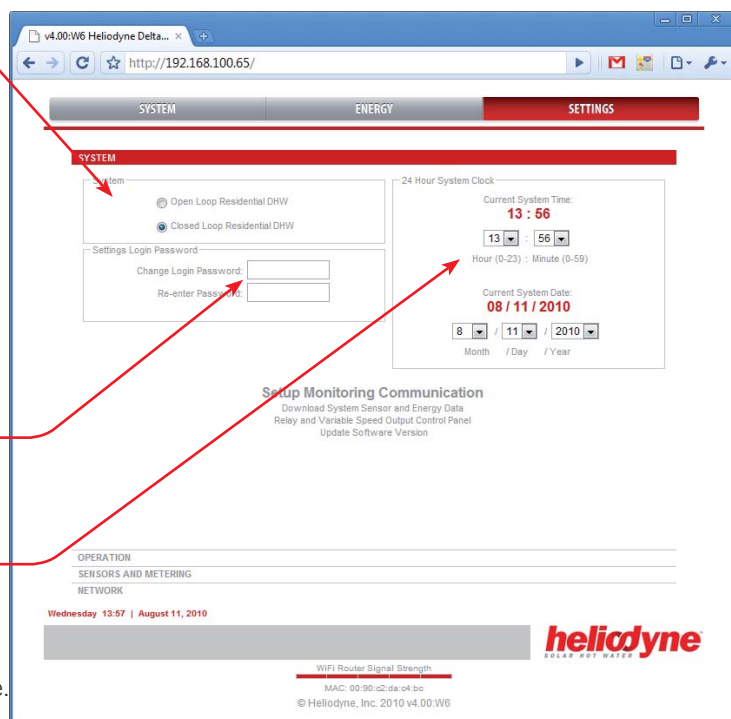 v4.00:W6 Heliodyne Delta...
http://192.168.100.65/
SYSTEM ENERGY SETTINGS
SYSTEM
System
Open Loop Residential DHW
Closed Loop Residential DHW
Settings Login Password
Change Login Password:
Re-enter Password:
24 Hour System Clock
Current System Time:
13 : 56
13 : 56
Hour (0-23) : Minute (0-59)
Current System Date:
08 / 11 / 2010
8 / 11 / 2010
Month / Day / Year
Setup Monitoring Communication
Download System Sensor and Energy Data
Relay and Variable Speed Output Control Panel
Update Software Version
OPERATION
SENSORS AND METERING
NETWORK
Wednesday 13:57 | August 11, 2010
heliodyne
SOLAR HOT WATER
WiFi Router Signal Strength
e.
MAC: 00:90:c2:da:c4:bc
© Heliodyne, Inc. 2010 v4.00:W6